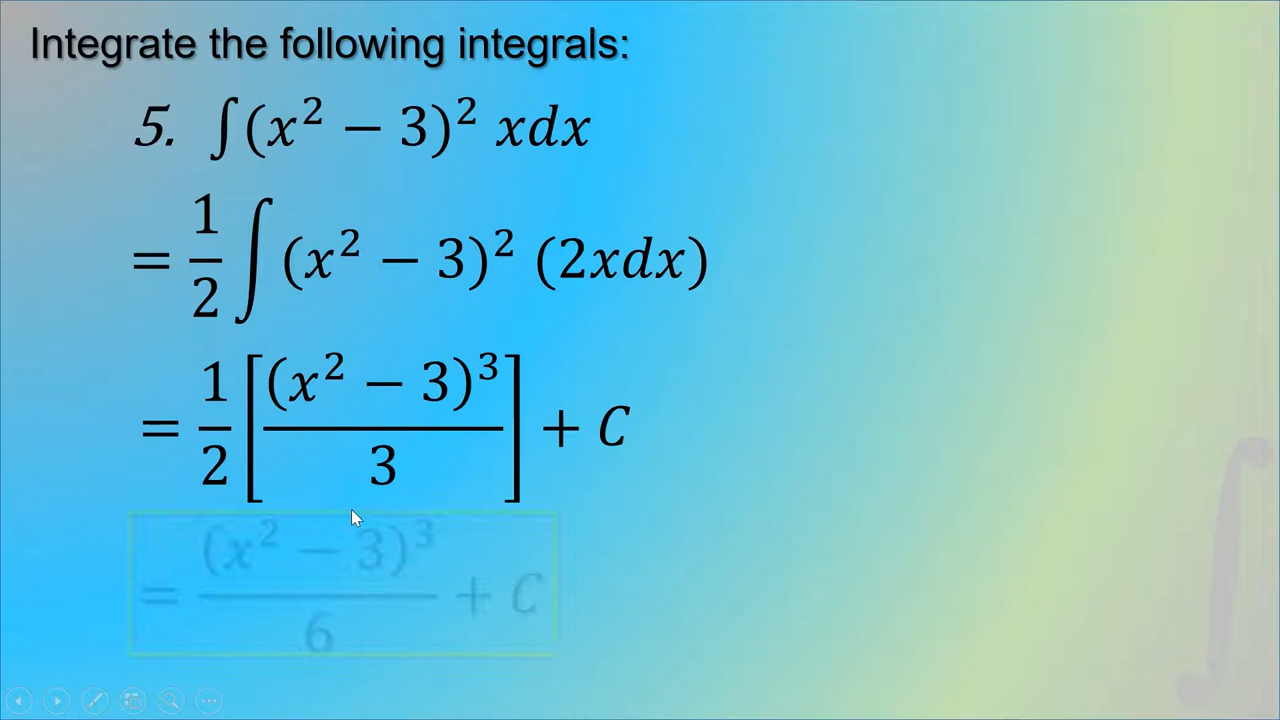 Integrate the following integrals:
5. ∫(x² − 3)² xdx
= 1/2 ∫ (x² − 3)² (2xdx)
= 1/2 [(x² − 3)³/3] + C
= (x² − 3)³/6 + C